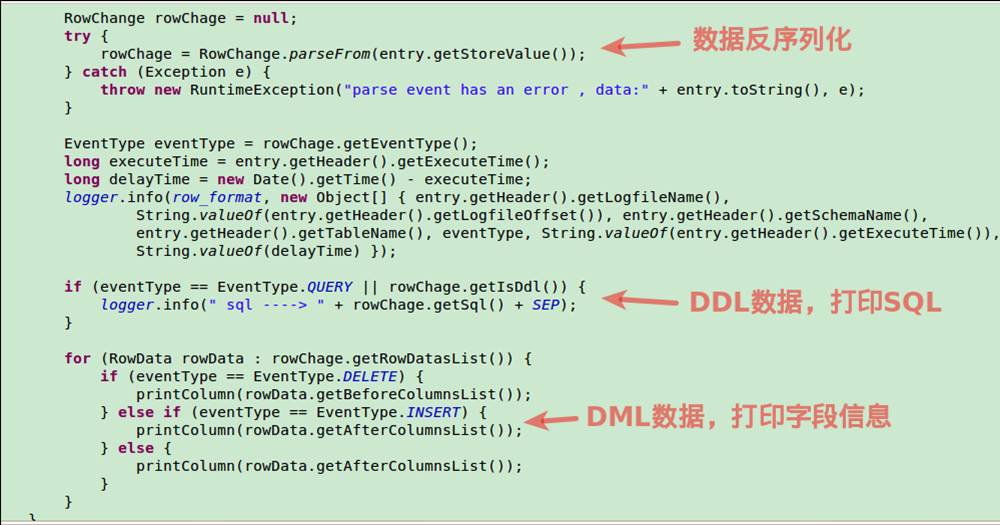 RowChange rowChage = null;
try {
rowChage = RowChange.parseFrom(entry.getStoreValue());
数据反序列化
} catch (Exception e) {
throw new RuntimeException("parse event has an error , data:" + entry.toString(), e);
}
EventType eventType = rowChage.getEventType();
long executeTime = entry.getHeader().getExecuteTime();
long delayTime = new Date().getTime() - executeTime;
logger.info(row_format, new Object[] { entry.getHeader().getLogfileName(),
String.valueOf(entry.getHeader().getLogfileOffset()), entry.getHeader().getSchemaName(),
entry.getHeader().getTableName(), eventType, String.valueOf(entry.getHeader().getExecuteTime()),
String.valueOf(delayTime) });
if (eventType == EventType.QUERY || rowChage.getIsDdl()) {
logger.info(" sql ----> " + rowChage.getSql() + SEP);
DDL数据，打印SQL
}
for (RowData rowData : rowChage.getRowDatasList()) {
if (eventType == EventType.DELETE) {
printColumn(rowData.getBeforeColumnsList());
} else if (eventType == EventType.INSERT) {
printColumn(rowData.getAfterColumnsList());
DML数据，打印字段信息
} else {
printColumn(rowData.getAfterColumnsList());
}
}
}